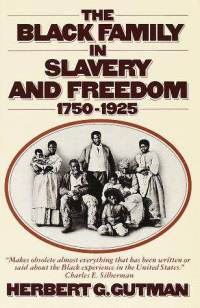 THE
BLACK FAMILY
IN
SLAVERY
AND FREEDOM
1750-1925
"Makes obsolete almost everything that has been written or
said about the Black experience in the United States."
Charles E. Silberman
HERBERT G. GUTMAN